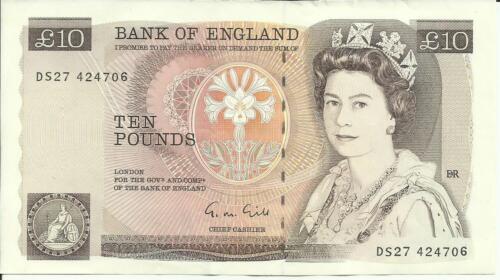 £10
BANK OF ENGLAND
£10
I PROMISE TO PAY THE BEARER ON DEMAND THE SUM OF
DS27 424706
TEN
POUNDS
LONDON
FOR THE GOVR AND COMPA
OF THE BANK OF ENGLAND
G. M. Gill
CHIEF CASHIER
DS27 424706